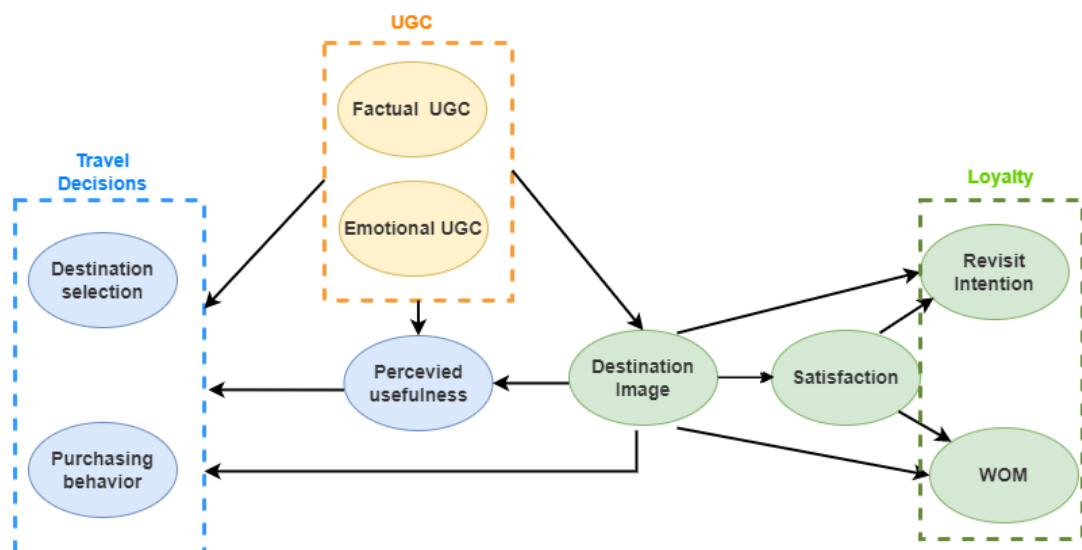 UGC
Factual UGC
Emotional UGC
Travel
Decisions
Destination
selection
Purchasing
behavior
Percevied
usefulness
Destination
Image
Satisfaction
Loyalty
Revisit
Intention
WOM